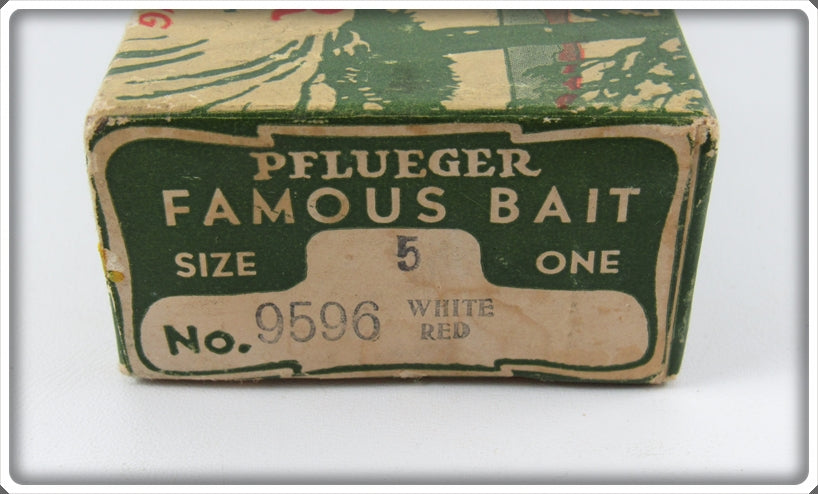 PFLUEGER
FAMOUS BAIT
SIZE 5 ONE
No. 9596 WHITE
RED